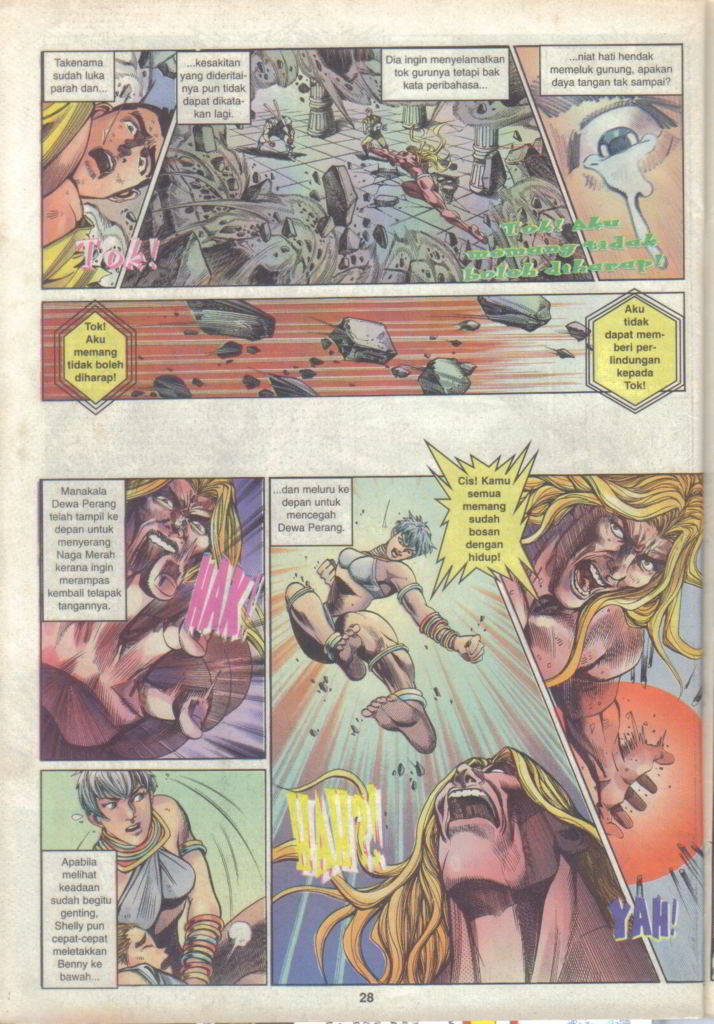 Takenama
sudah luka
parah dan...
...kesakitan
yang dideritai-
nya pun tidak
dapat dikata-
kan lagi.
Dia ingin menyelamatkan
tok gurunya tetapi bak
kata peribahasa...
...niat hati hendak
memeluk gunung, apakan
daya tangan tak sampai?
Tok!
Tok! Aku
memang tidak
boleh diharap!
Tok!
Aku
memang
tidak boleh
diharap!
Aku
tidak
dapat mem-
beri per-
lindungan
kepada
Tok!
Manakala
Dewa Perang
telah tampil ke
depan untuk
menyerang
Naga Merah
kerana ingin
merampas
kembali telapak
tangannya.
HAK!
Apabila
melihat
keadaan
sudah begitu
genting,
Shelly pun
cepat-cepat
meletakkan
Benny ke
bawah...
...dan meluru ke
depan untuk
mencegah
Dewa Perang.
HAH?!
Cis! Kamu
semua
memang
sudah
bosan
dengan
hidup!
YAH!
28